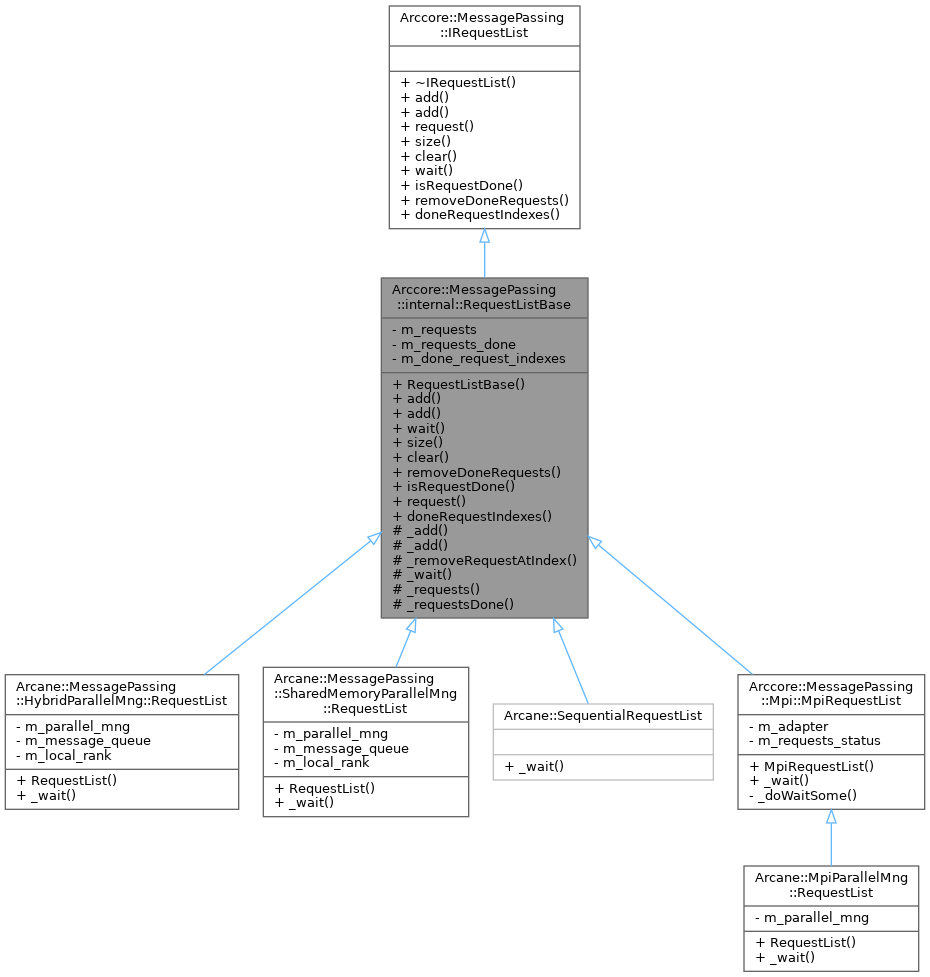 Arccore::MessagePassing
::IRequestList
+ ~IRequestList()
+ add()
+ add()
+ request()
+ size()
+ clear()
+ wait()
+ isRequestDone()
+ removeDoneRequests()
+ doneRequestIndexes()
Arccore::MessagePassing
::internal::RequestListBase
- m_requests
- m_requests_done
- m_done_request_indexes
+ RequestListBase()
+ add()
+ add()
+ wait()
+ size()
+ clear()
+ removeDoneRequests()
+ isRequestDone()
+ request()
+ doneRequestIndexes()
# _add()
# _add()
# _removeRequestAtIndex()
# _wait()
# _requests()
# _requestsDone()
Arcane::MessagePassing
::HybridParallelMng::RequestList
- m_parallel_mng
- m_message_queue
- m_local_rank
+ RequestList()
+ _wait()
Arcane::MessagePassing
::SharedMemoryParallelMng
::RequestList
- m_parallel_mng
- m_message_queue
- m_local_rank
+ RequestList()
+ _wait()
Arcane::SequentialRequestList
+ _wait()
Arccore::MessagePassing
::Mpi::MpiRequestList
- m_adapter
- m_requests_status
+ MpiRequestList()
+ _wait()
- _doWaitSome()
Arcane::MpiParallelMng
::RequestList
- m_parallel_mng
+ RequestList()
+ _wait()